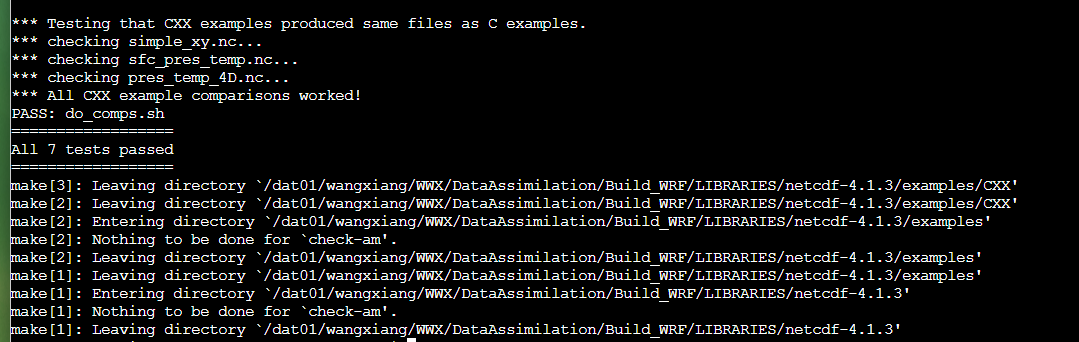 *** Testing that CXX examples produced same files as C examples.
*** checking simple_xy.nc...
*** checking sfc_pres_temp.nc...
*** checking pres_temp_4D.nc...
*** All CXX example comparisons worked!
PASS: do_comps.sh
==================
All 7 tests passed
==================
make[3]: Leaving directory `/dat01/wangxiang/WWX/DataAssimilation/Build_WRF/LIBRARIES/netcdf-4.1.3/examples/CXX'
make[2]: Leaving directory `/dat01/wangxiang/WWX/DataAssimilation/Build_WRF/LIBRARIES/netcdf-4.1.3/examples/CXX'
make[2]: Entering directory `/dat01/wangxiang/WWX/DataAssimilation/Build_WRF/LIBRARIES/netcdf-4.1.3/examples'
make[2]: Nothing to be done for `check-am'.
make[2]: Leaving directory `/dat01/wangxiang/WWX/DataAssimilation/Build_WRF/LIBRARIES/netcdf-4.1.3/examples'
make[1]: Leaving directory `/dat01/wangxiang/WWX/DataAssimilation/Build_WRF/LIBRARIES/netcdf-4.1.3/examples'
make[1]: Entering directory `/dat01/wangxiang/WWX/DataAssimilation/Build_WRF/LIBRARIES/netcdf-4.1.3'
make[1]: Nothing to be done for `check-am'.
make[1]: Leaving directory `/dat01/wangxiang/WWX/DataAssimilation/Build_WRF/LIBRARIES/netcdf-4.1.3'